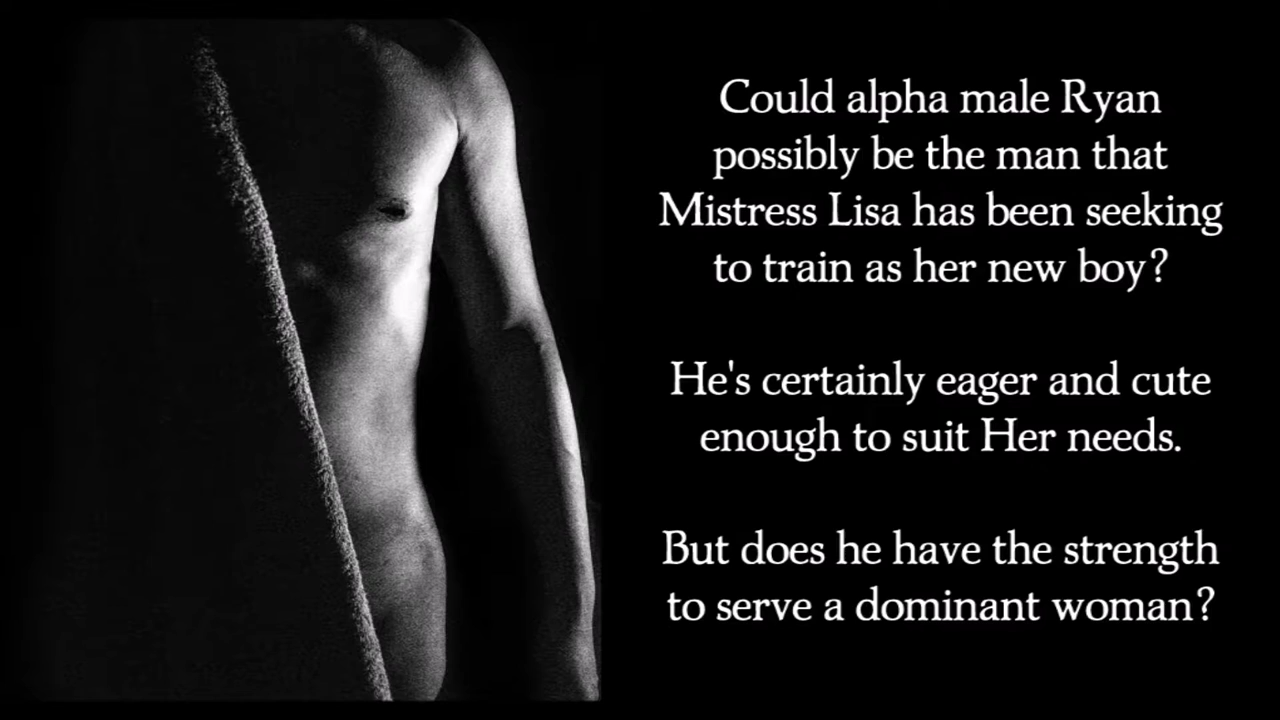 Could alpha male Ryan
possibly be the man that
Mistress Lisa has been seeking
to train as her new boy?
He's certainly eager and cute
enough to suit Her needs.
But does he have the strength
to serve a dominant woman?